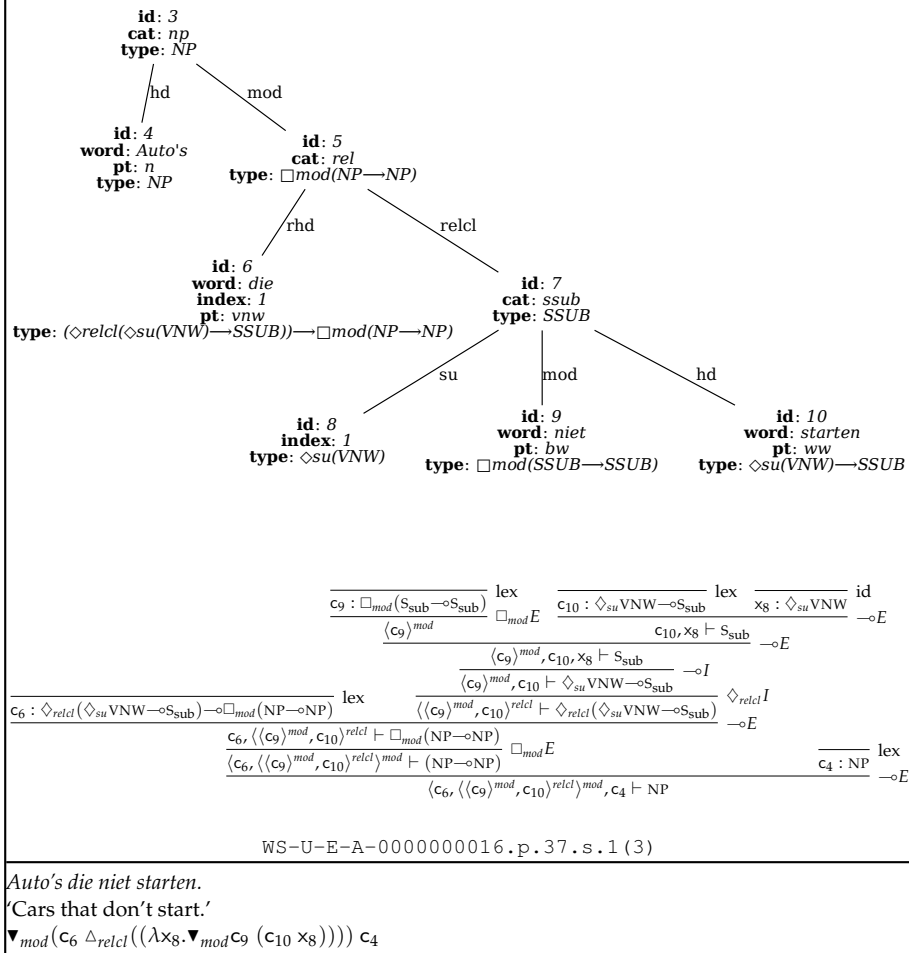 id: 3
cat: np
type: NP
hd
mod
id: 4
word: Auto's
pt: n
type: NP
id: 5
cat: rel
type: □mod(NP⟶NP)
rhd
relcl
id: 6
word: die
index: 1
pt: vnw
type: (◇relcl(◇su(VNW)⟶SSUB))⟶□mod(NP⟶NP)
id: 7
cat: ssub
type: SSUB
su
mod
hd
id: 8
index: 1
type: ◇su(VNW)
id: 9
word: niet
pt: bw
type: □mod(SSUB⟶SSUB)
id: 10
word: starten
pt: ww
type: ◇su(VNW)⟶SSUB
c₉ : □mod(Ssub⊸Ssub) lex c₁₀ : ◇suVNW⊸Ssub lex x₈ : ◇suVNW id
⟨c₉⟩^mod □modE c₁₀, x₈ ⊢ Ssub ⊸E
⟨c₉⟩^mod, c₁₀, x₈ ⊢ Ssub ⊸E
⟨c₉⟩^mod, c₁₀ ⊢ ◇suVNW⊸Ssub ⊸I
c₆ : ◇relcl(◇suVNW⊸Ssub)⊸□mod(NP⊸NP) lex ⟨⟨c₉⟩^mod, c₁₀⟩^relcl ⊢ ◇relcl(◇suVNW⊸Ssub) ◇relclI
c₆, ⟨⟨c₉⟩^mod, c₁₀⟩^relcl ⊢ □mod(NP⊸NP) ⊸E
⟨c₆, ⟨⟨c₉⟩^mod, c₁₀⟩^relcl⟩^mod ⊢ (NP⊸NP) □modE c₄ : NP lex
⟨c₆, ⟨⟨c₉⟩^mod, c₁₀⟩^relcl⟩^mod, c₄ ⊢ NP ⊸E
WS-U-E-A-0000000016.p.37.s.1(3)
Auto's die niet starten.
‘Cars that don't start.’
▼mod(c₆ △relcl((λx₈.▼modc₉ (c₁₀ x₈)))) c₄